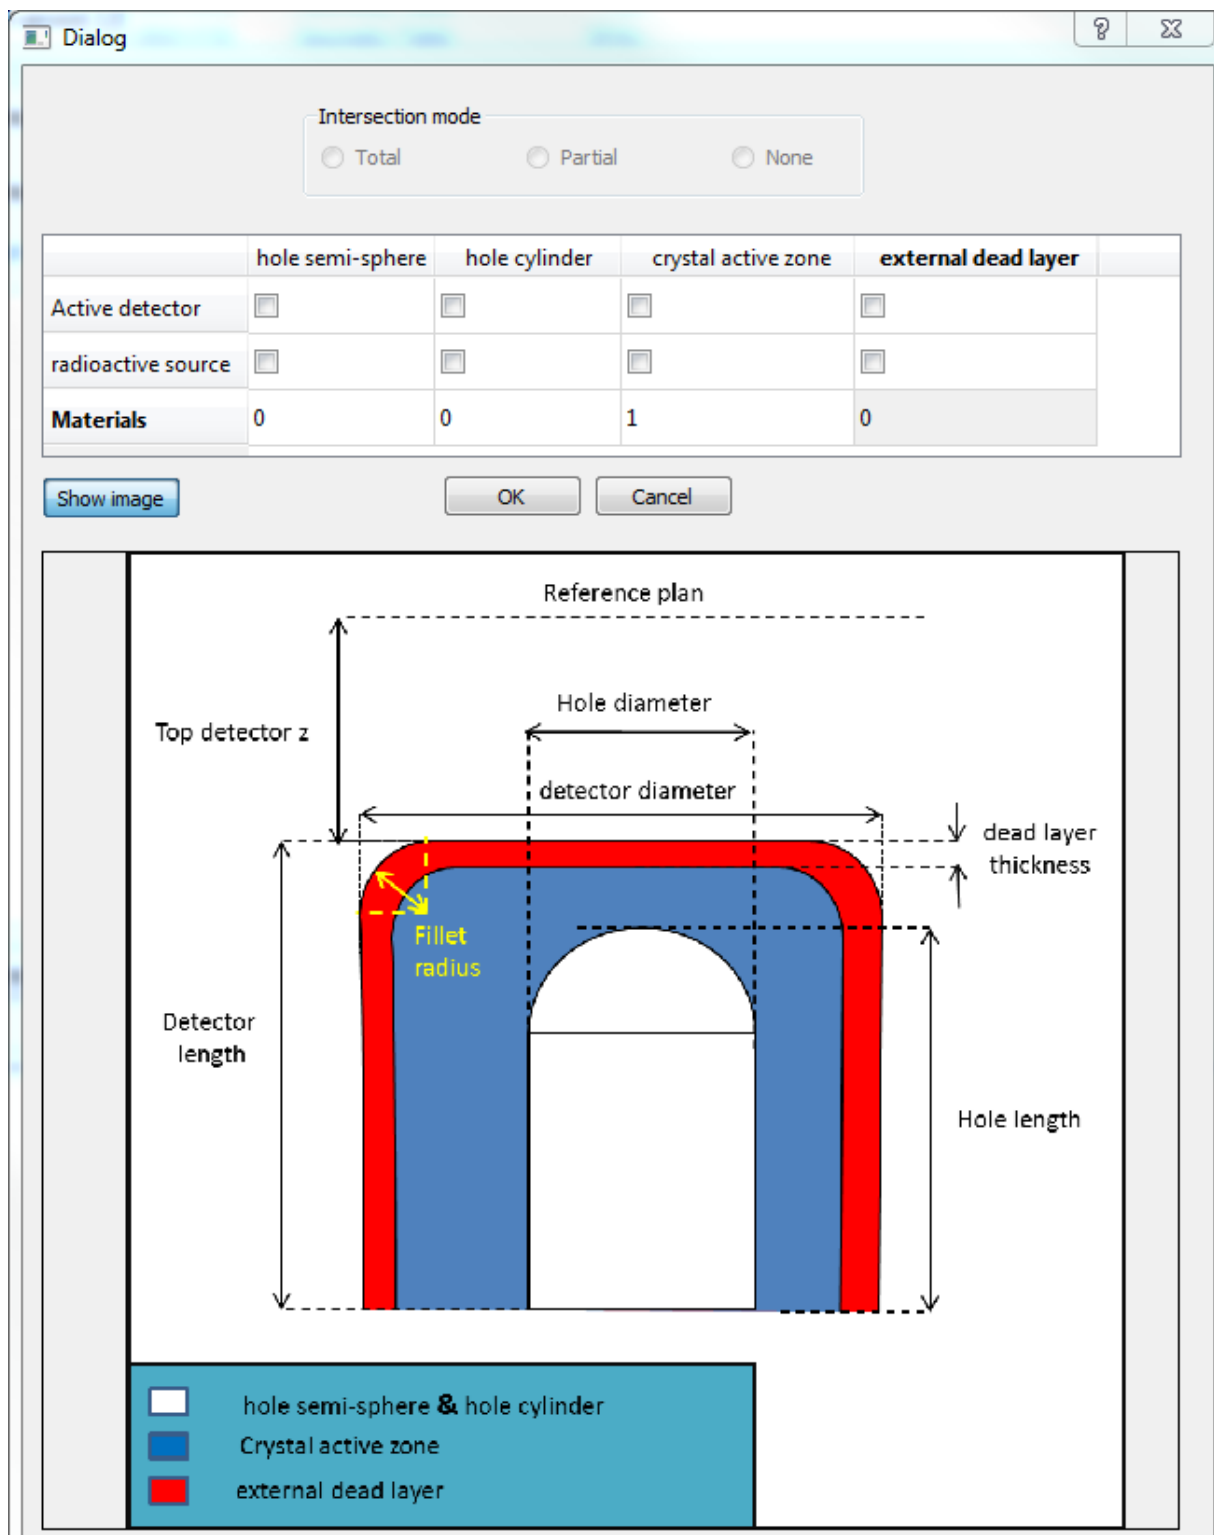 Dialog
Intersection mode
Total Partial None
hole semi-sphere hole cylinder crystal active zone external dead layer
Active detector
radioactive source
Materials 0 0 1 0
Show image OK Cancel
Reference plan
Hole diameter
Top detector z
detector diameter
dead layer
thickness
Fillet
radius
Detector
length
Hole length
hole semi-sphere & hole cylinder
Crystal active zone
external dead layer